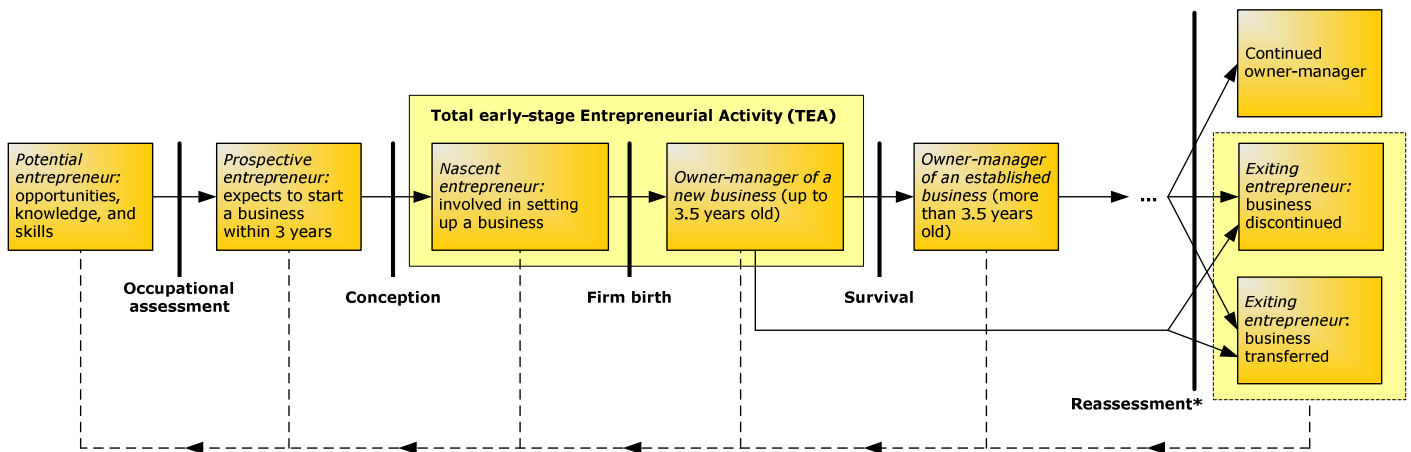 Total early-stage Entrepreneurial Activity (TEA)
Potential
entrepreneur:
opportunities,
knowledge, and
skills
Occupational
assessment
Prospective
entrepreneur:
expects to start
a business
within 3 years
Conception
Nascent
entrepreneur:
involved in setting
up a business
Firm birth
Owner-manager of a
new business (up to
3.5 years old)
Survival
Owner-manager
of an established
business (more
than 3.5 years
old)
...
Reassessment*
Continued
owner-manager
Exiting
entrepreneur:
business
discontinued
Exiting
entrepreneur:
business
transferred